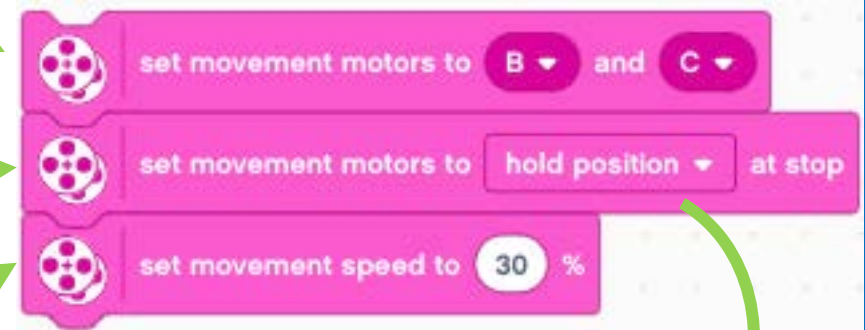 set movement motors to B and C
set movement motors to hold position at stop
set movement speed to 30 %